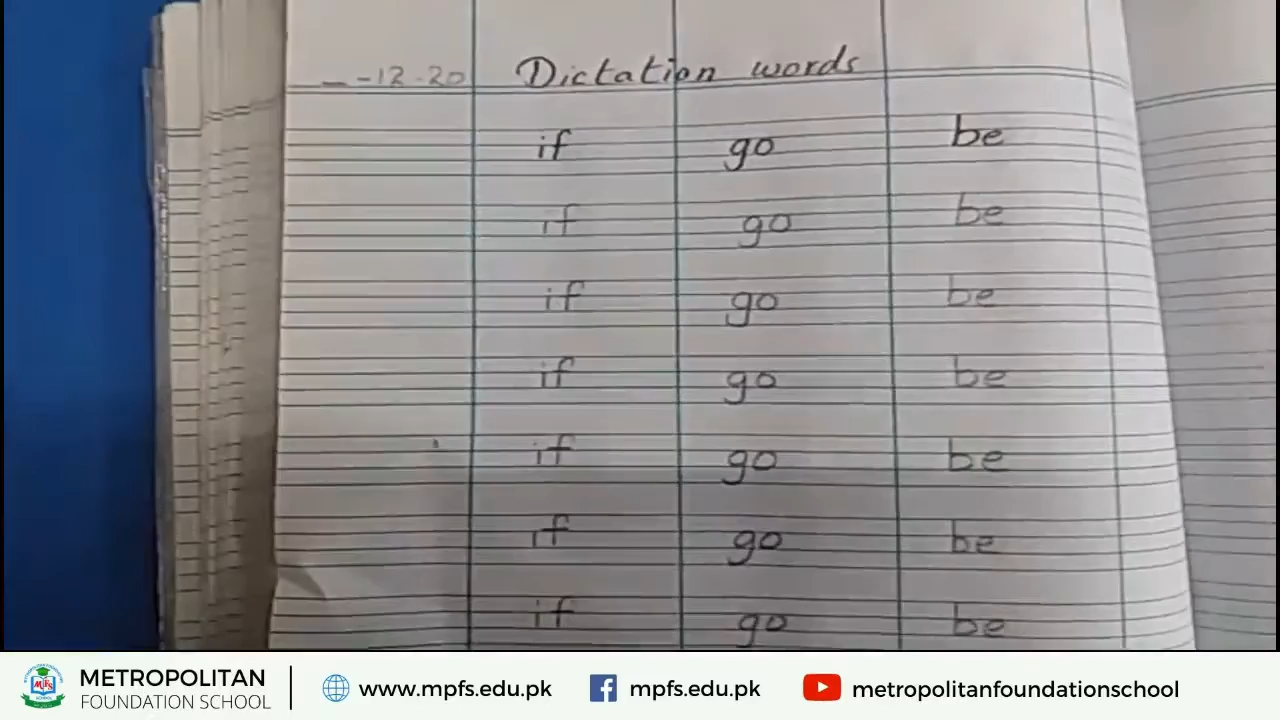 _ -12-20 Dictation words
if go be
if go be
if go be
if go be
if go be
if go be
if go be
METROPOLITAN
FOUNDATION SCHOOL
www.mpfs.edu.pk
mpfs.edu.pk
metropolitanfoundationschool